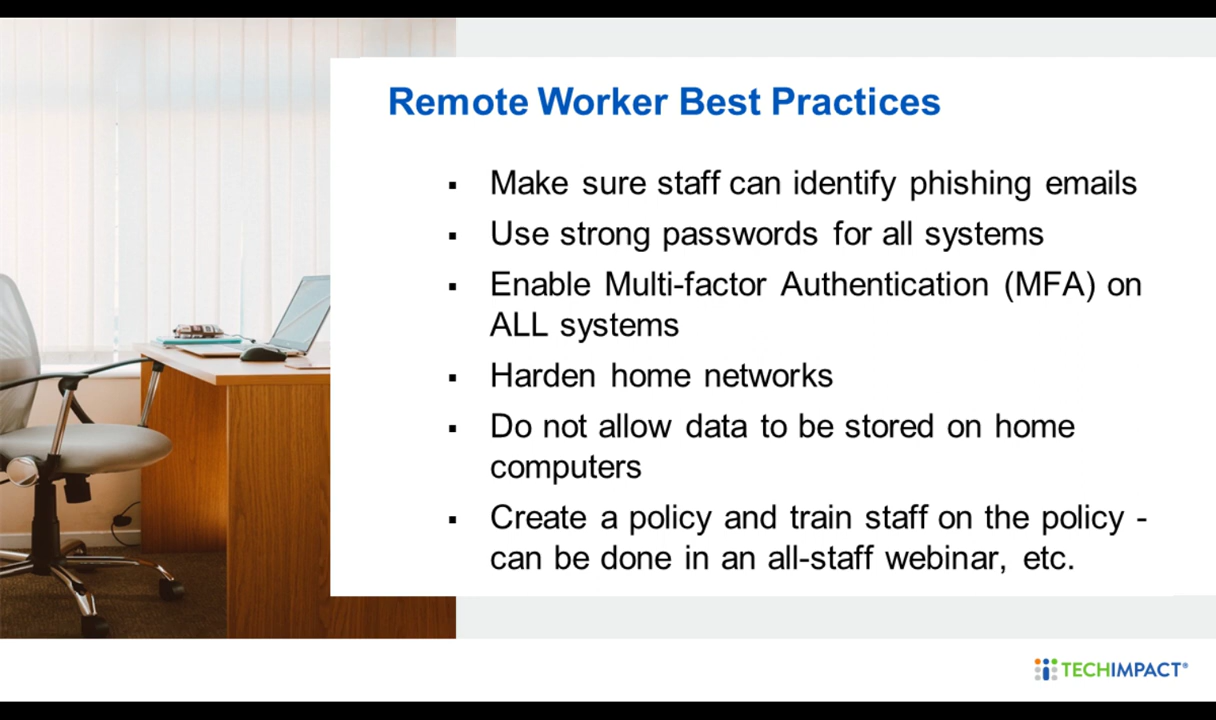 Remote Worker Best Practices
▪ Make sure staff can identify phishing emails
▪ Use strong passwords for all systems
▪ Enable Multi-factor Authentication (MFA) on
ALL systems
▪ Harden home networks
▪ Do not allow data to be stored on home
computers
▪ Create a policy and train staff on the policy -
can be done in an all-staff webinar, etc.
TECHIMPACT®